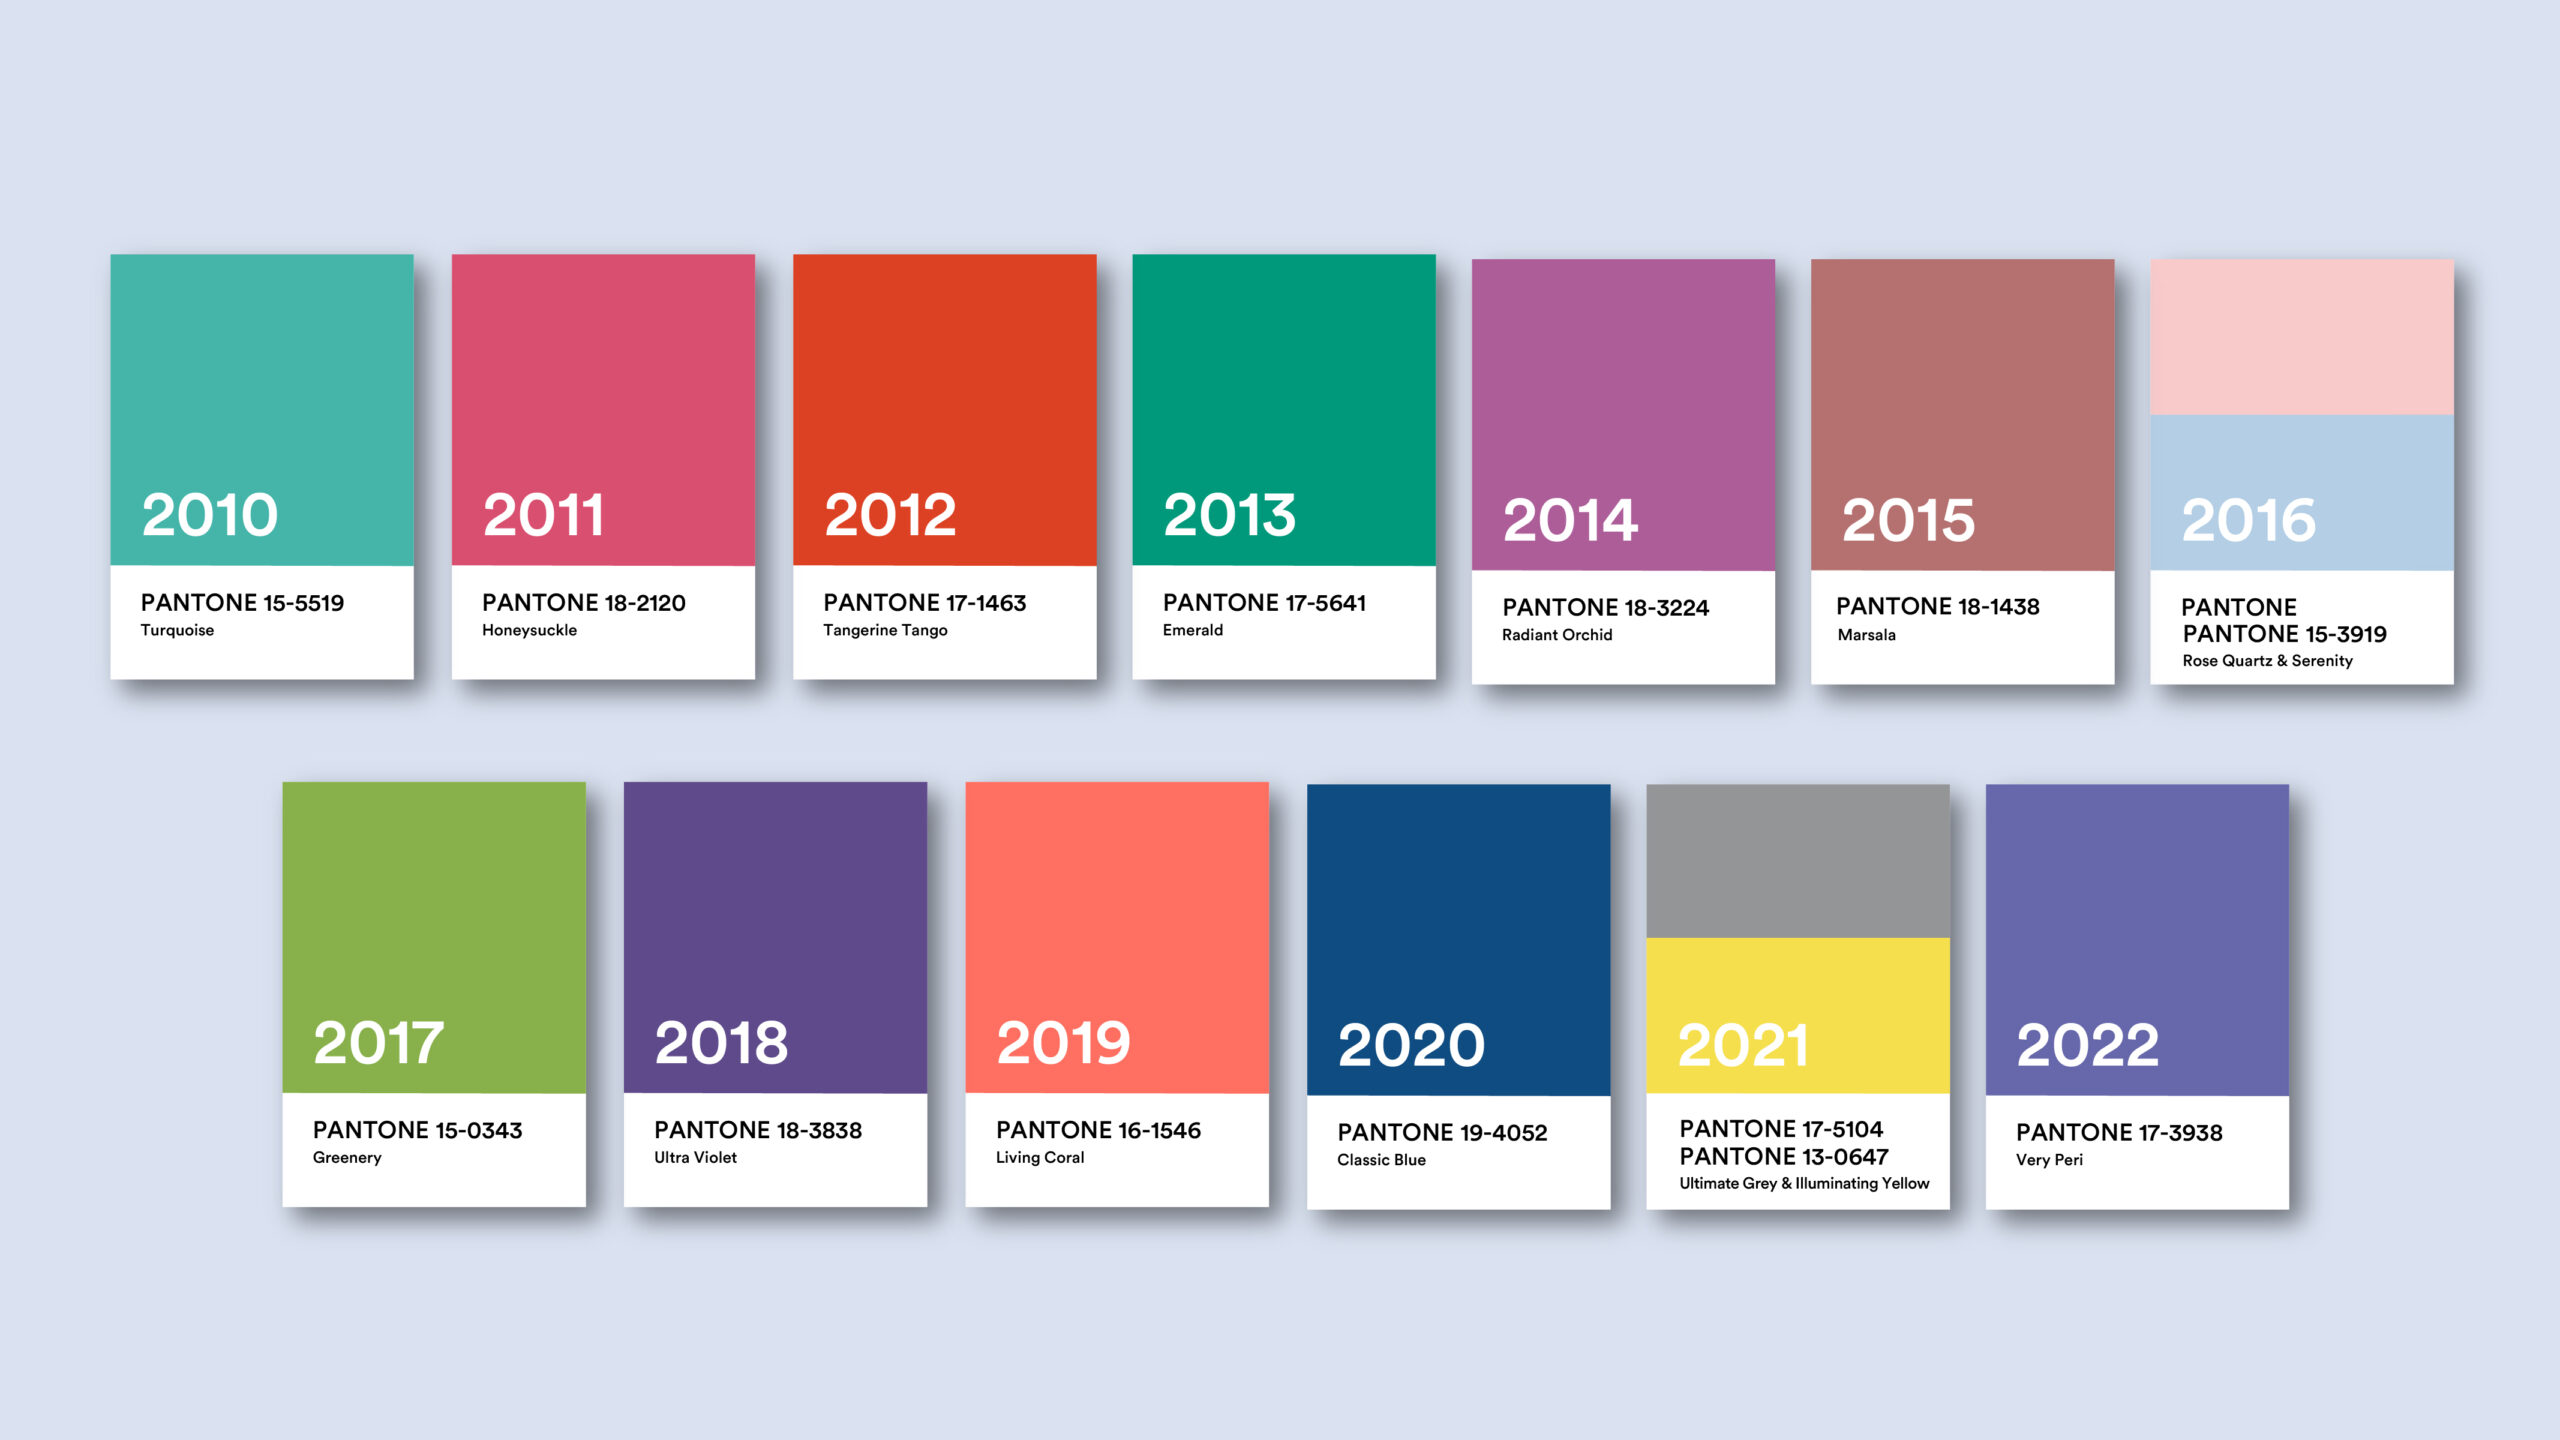 2010
PANTONE 15-5519
Turquoise
2011
PANTONE 18-2120
Honeysuckle
2012
PANTONE 17-1463
Tangerine Tango
2013
PANTONE 17-5641
Emerald
2014
PANTONE 18-3224
Radiant Orchid
2015
PANTONE 18-1438
Marsala
2016
PANTONE
PANTONE 15-3919
Rose Quartz & Serenity
2017
PANTONE 15-0343
Greenery
2018
PANTONE 18-3838
Ultra Violet
2019
PANTONE 16-1546
Living Coral
2020
PANTONE 19-4052
Classic Blue
2021
PANTONE 17-5104
PANTONE 13-0647
Ultimate Grey & Illuminating Yellow
2022
PANTONE 17-3938
Very Peri